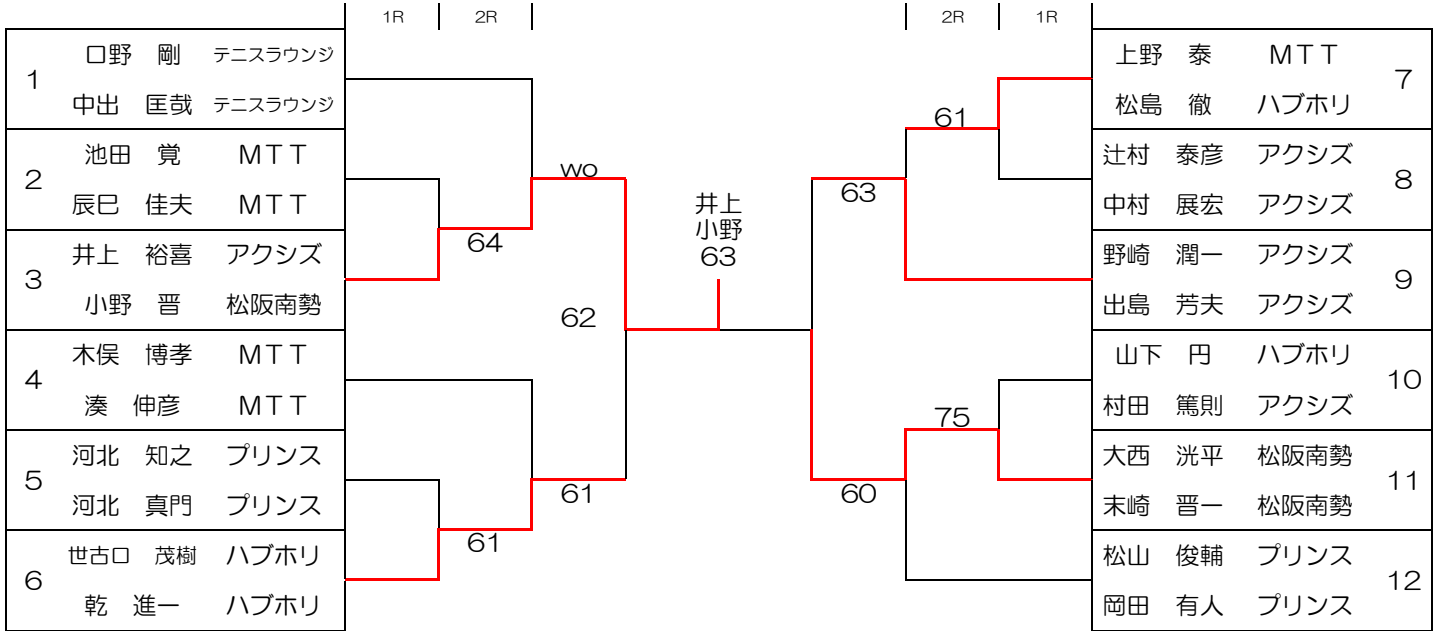 1R 2R 2R 1R
1 口野 剛 テニスラウンジ
中出 匡哉 テニスラウンジ
2 池田 覚 MTT
辰巳 佳夫 MTT
3 井上 裕喜 アクシズ
小野 晋 松阪南勢
4 木俣 博孝 MTT
湊 伸彦 MTT
5 河北 知之 プリンス
河北 真門 プリンス
6 世古口 茂樹 ハブホリ
乾 進一 ハブホリ
wo
64
62
61
61
井上
小野
63
61
63
75
60
上野 泰 MTT 7
松島 徹 ハブホリ
辻村 泰彦 アクシズ 8
中村 展宏 アクシズ
野崎 潤一 アクシズ 9
出島 芳夫 アクシズ
山下 円 ハブホリ 10
村田 篤則 アクシズ
大西 洸平 松阪南勢 11
末崎 晋一 松阪南勢
松山 俊輔 プリンス 12
岡田 有人 プリンス